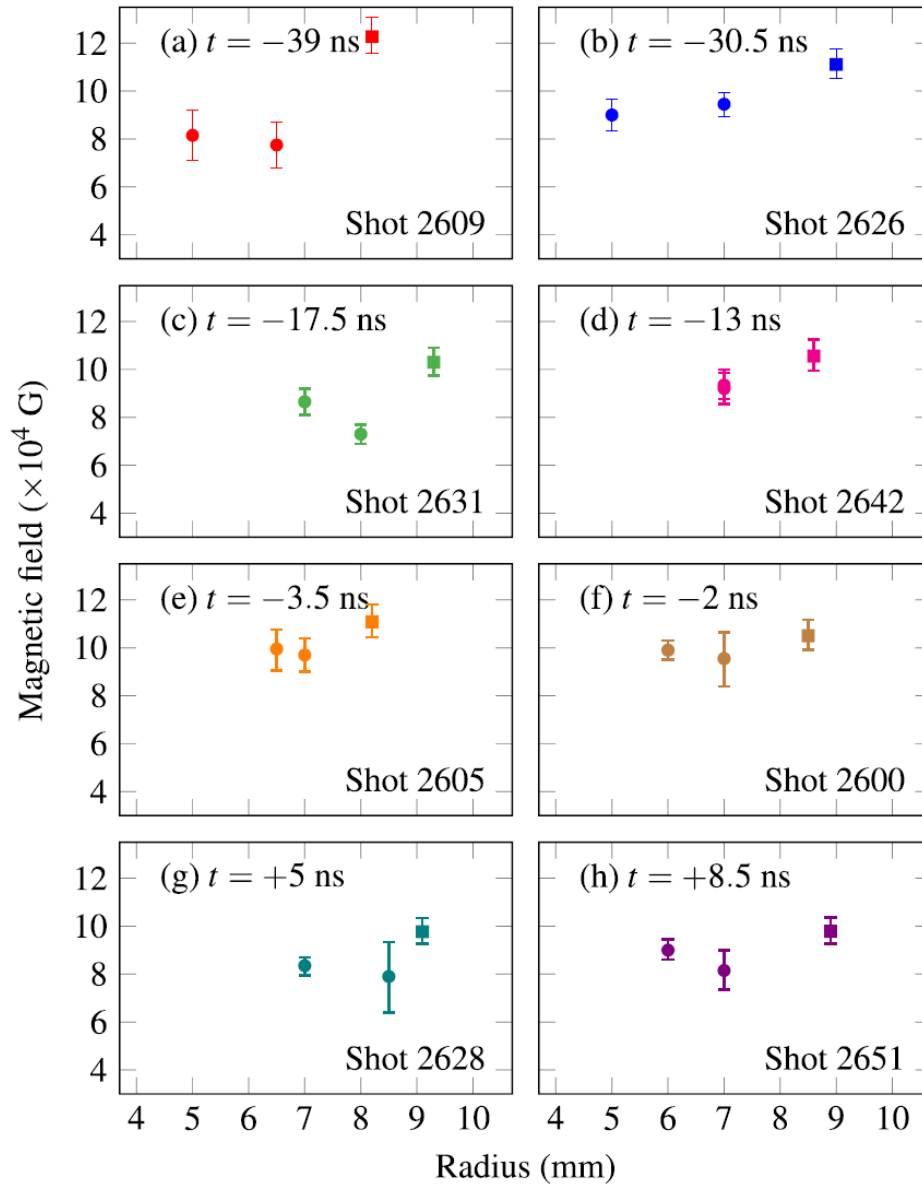 (a) t = −39 ns
(b) t = −30.5 ns
12
10
8
6
4
Shot 2609
Shot 2626
(c) t = −17.5 ns
(d) t = −13 ns
12
10
8
6
4
Shot 2631
Shot 2642
Magnetic field (×10⁴ G)
(e) t = −3.5 ns
(f) t = −2 ns
12
10
8
6
4
Shot 2605
Shot 2600
(g) t = +5 ns
(h) t = +8.5 ns
12
10
8
6
4
Shot 2628
Shot 2651
4 5 6 7 8 9 10
4 5 6 7 8 9 10
Radius (mm)